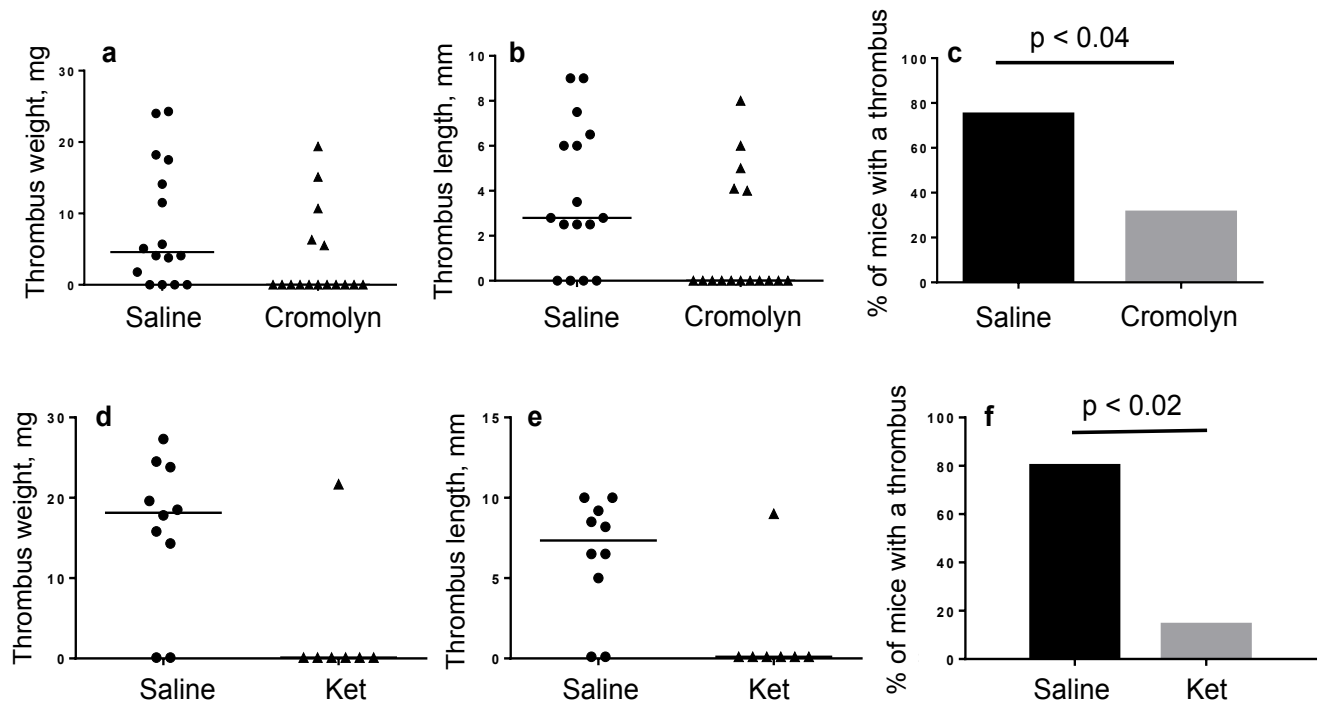 a
Thrombus weight, mg
30
20
10
0
Saline Cromolyn
b
Thrombus length, mm
10
8
6
4
2
0
Saline Cromolyn
c
p < 0.04
% of mice with a thrombus
100
80
60
40
20
0
Saline Cromolyn
d
Thrombus weight, mg
30
20
10
0
Saline Ket
e
Thrombus length, mm
15
10
5
0
Saline Ket
f
p < 0.02
% of mice with a thrombus
100
80
60
40
20
0
Saline Ket